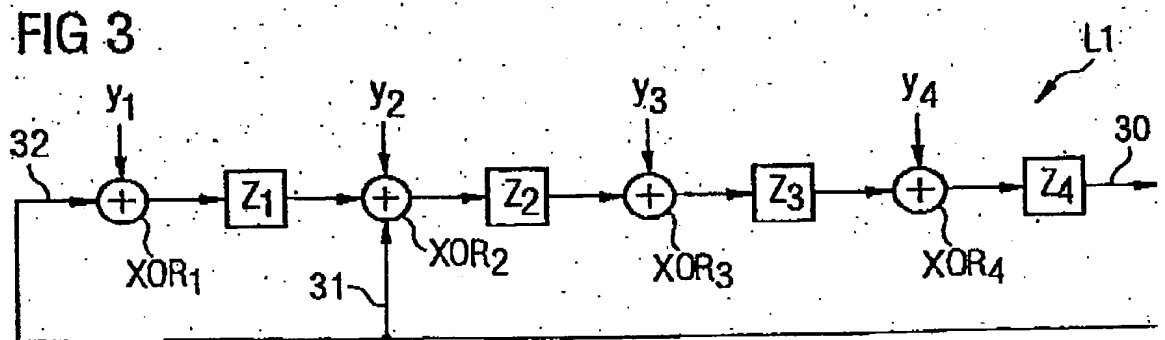 FIG 3
L1
y1
y2
y3
y4
32
30
+
+
+
+
Z1
Z2
Z3
Z4
XOR1
XOR2
XOR3
XOR4
31